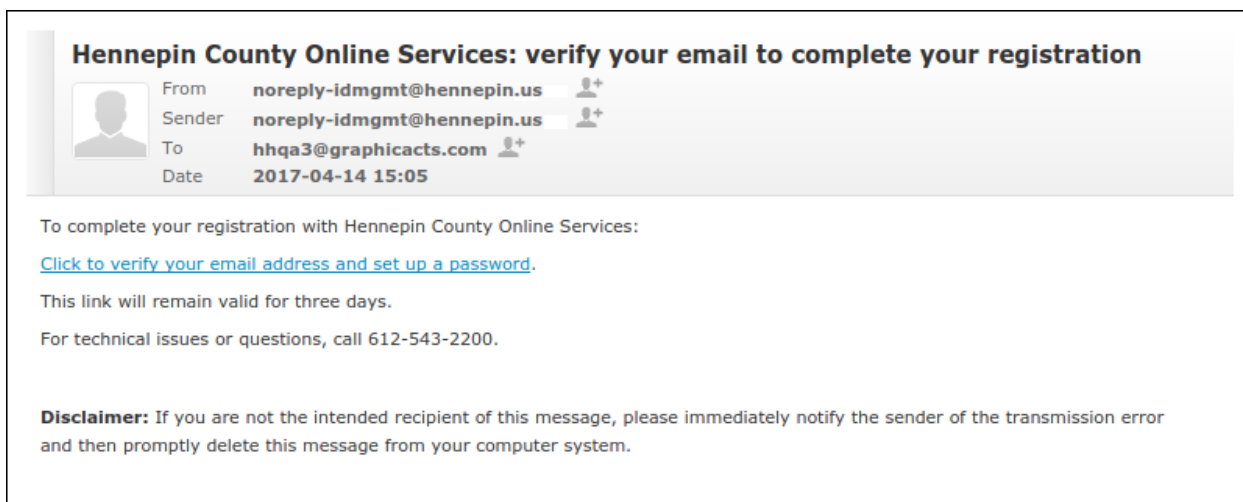 Hennepin County Online Services: verify your email to complete your registration
From noreply-idmgmt@hennepin.us
Sender noreply-idmgmt@hennepin.us
To hhqa3@graphicacts.com
Date 2017-04-14 15:05
To complete your registration with Hennepin County Online Services:
Click to verify your email address and set up a password.
This link will remain valid for three days.
For technical issues or questions, call 612-543-2200.
Disclaimer: If you are not the intended recipient of this message, please immediately notify the sender of the transmission error
and then promptly delete this message from your computer system.